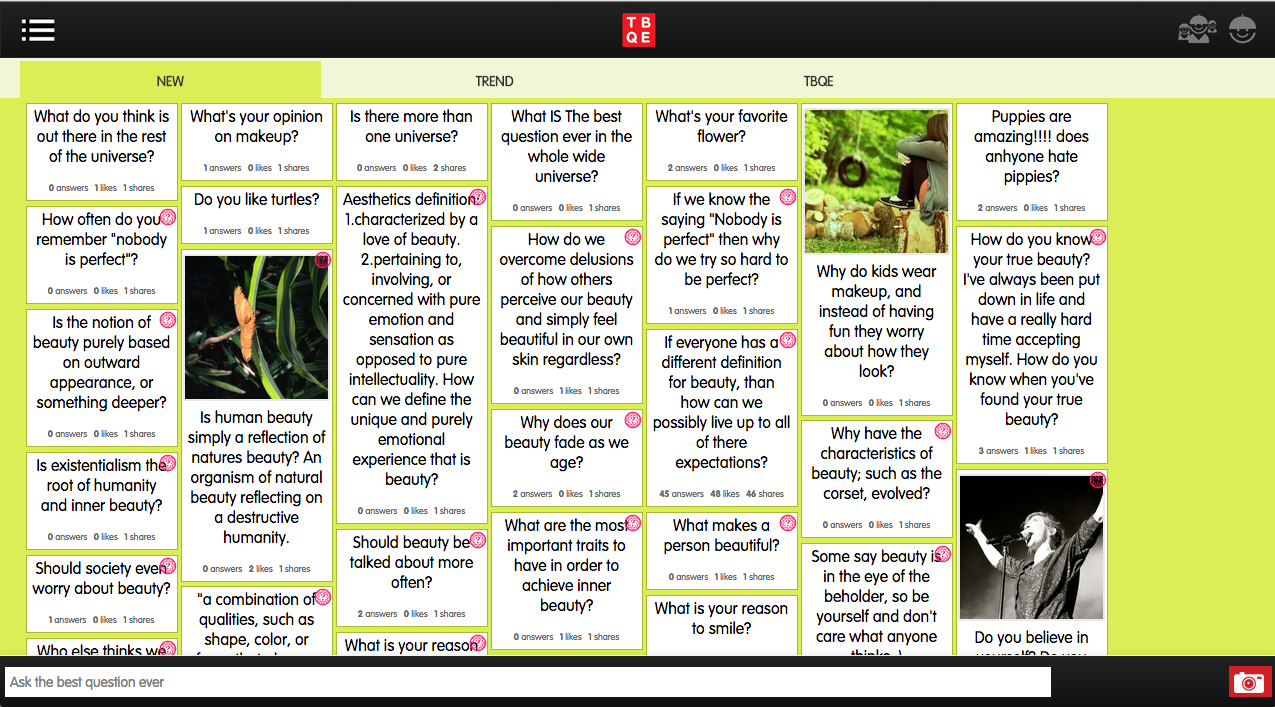 T B
Q E
NEW
TREND
TBQE
What do you think is
out there in the rest
of the universe?
0 answers 1 likes 1 shares
How often do you
remember "nobody
is perfect"?
0 answers 0 likes 1 shares
Is the notion of
beauty purely based
on outward
appearance, or
something deeper?
0 answers 0 likes 1 shares
Is existentialism the
root of humanity
and inner beauty?
0 answers 0 likes 1 shares
Should society even
worry about beauty?
1 answers 0 likes 1 shares
Who else thinks we
What's your opinion
on makeup?
1 answers 0 likes 1 shares
Do you like turtles?
1 answers 0 likes 1 shares
Is human beauty
simply a reflection of
natures beauty? An
organism of natural
beauty reflecting on
a destructive
humanity.
0 answers 2 likes 1 shares
"a combination of
qualities, such as
shape, color, or
Is there more than
one universe?
0 answers 0 likes 2 shares
Aesthetics definition
1.characterized by a
love of beauty.
2.pertaining to,
involving, or
concerned with pure
emotion and
sensation as
opposed to pure
intellectuality. How
can we define the
unique and purely
emotional
experience that is
beauty?
0 answers 0 likes 1 shares
Should beauty be
talked about more
often?
2 answers 0 likes 1 shares
What is your reason
What IS The best
question ever in the
whole wide
universe?
0 answers 0 likes 1 shares
How do we
overcome delusions
of how others
perceive our beauty
and simply feel
beautiful in our own
skin regardless?
0 answers 1 likes 1 shares
Why does our
beauty fade as we
age?
2 answers 0 likes 1 shares
What are the most
important traits to
have in order to
achieve inner
beauty?
0 answers 1 likes 1 shares
What's your favorite
flower?
2 answers 0 likes 1 shares
If we know the
saying "Nobody is
perfect" then why
do we try so hard to
be perfect?
1 answers 0 likes 1 shares
If everyone has a
different definition
for beauty, than
how can we
possibly live up to all
of there
expectations?
45 answers 48 likes 46 shares
What makes a
person beautiful?
0 answers 1 likes 1 shares
What is your reason
to smile?
Why do kids wear
makeup, and
instead of having
fun they worry
about how they
look?
0 answers 0 likes 1 shares
Why have the
characteristics of
beauty; such as the
corset, evolved?
0 answers 0 likes 1 shares
Some say beauty is
in the eye of the
beholder, so be
yourself and don't
care what anyone
Puppies are
amazing!!!! does
anhyone hate
pippies?
2 answers 0 likes 1 shares
How do you know
your true beauty?
I've always been put
down in life and
have a really hard
time accepting
myself. How do you
know when you've
found your true
beauty?
3 answers 1 likes 1 shares
Do you believe in
Ask the best question ever